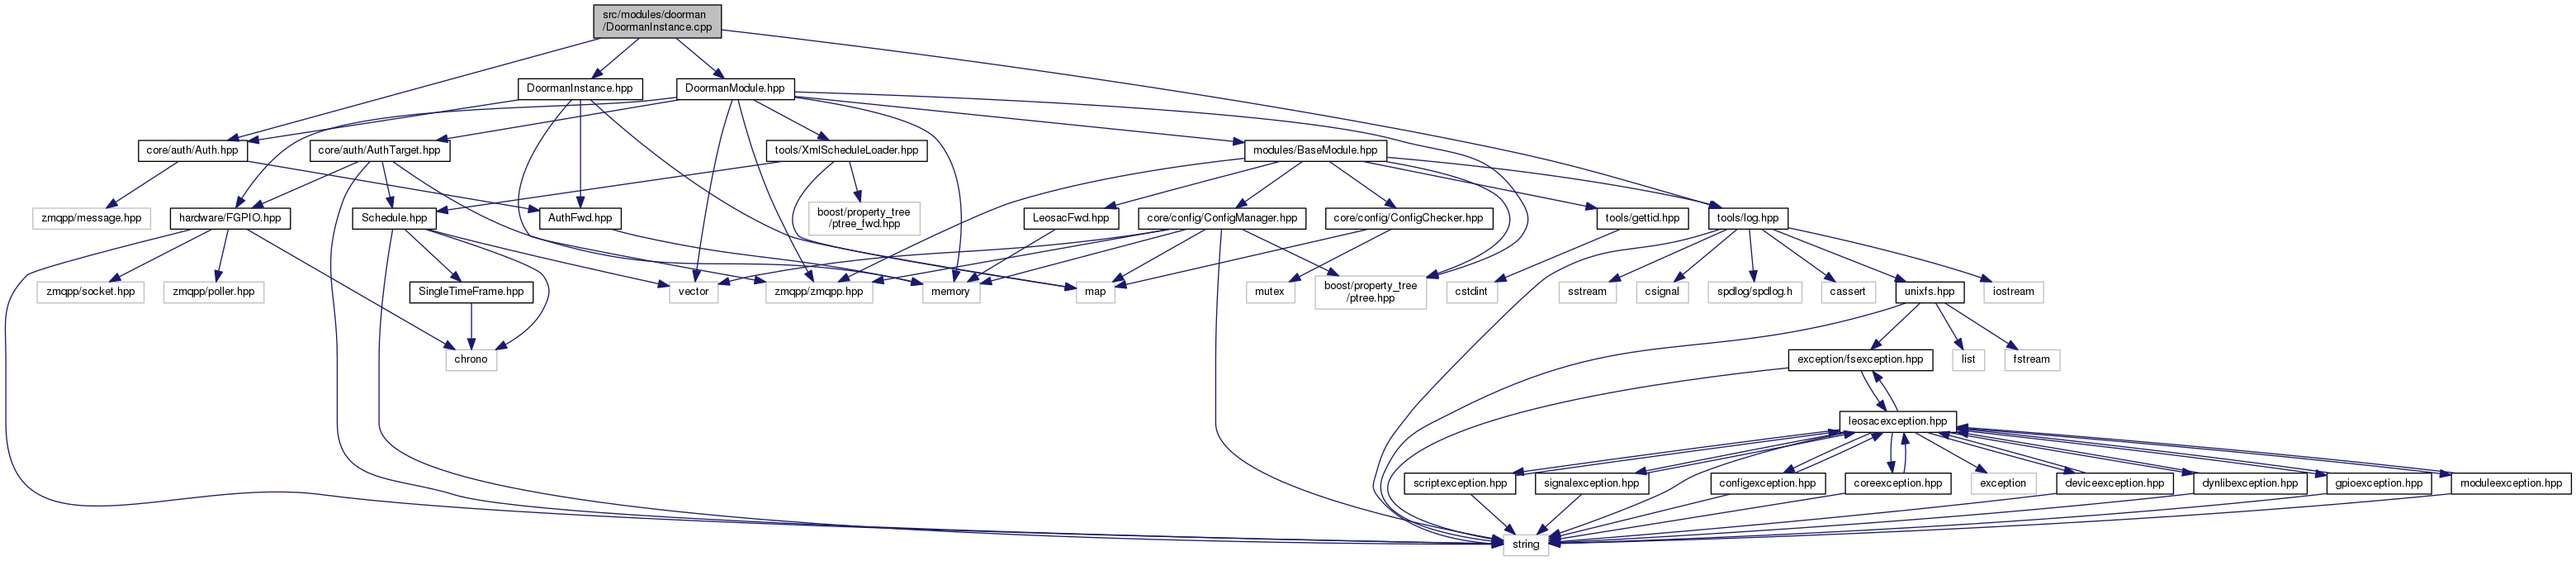 src/modules/doorman
/DoormanInstance.cpp
DoormanInstance.hpp
DoormanModule.hpp
core/auth/Auth.hpp
core/auth/AuthTarget.hpp
tools/XmlScheduleLoader.hpp
modules/BaseModule.hpp
zmqpp/message.hpp
hardware/FGPIO.hpp
Schedule.hpp
AuthFwd.hpp
boost/property_tree
/ptree_fwd.hpp
LeosacFwd.hpp
core/config/ConfigManager.hpp
core/config/ConfigChecker.hpp
tools/gettid.hpp
tools/log.hpp
zmqpp/socket.hpp
zmqpp/poller.hpp
SingleTimeFrame.hpp
vector
zmqpp/zmqpp.hpp
memory
map
mutex
boost/property_tree
/ptree.hpp
cstdint
sstream
csignal
spdlog/spdlog.h
cassert
unixfs.hpp
iostream
chrono
exception/fsexception.hpp
list
fstream
leosacexception.hpp
scriptexception.hpp
signalexception.hpp
configexception.hpp
coreexception.hpp
exception
deviceexception.hpp
dynlibexception.hpp
gpioexception.hpp
moduleexception.hpp
string